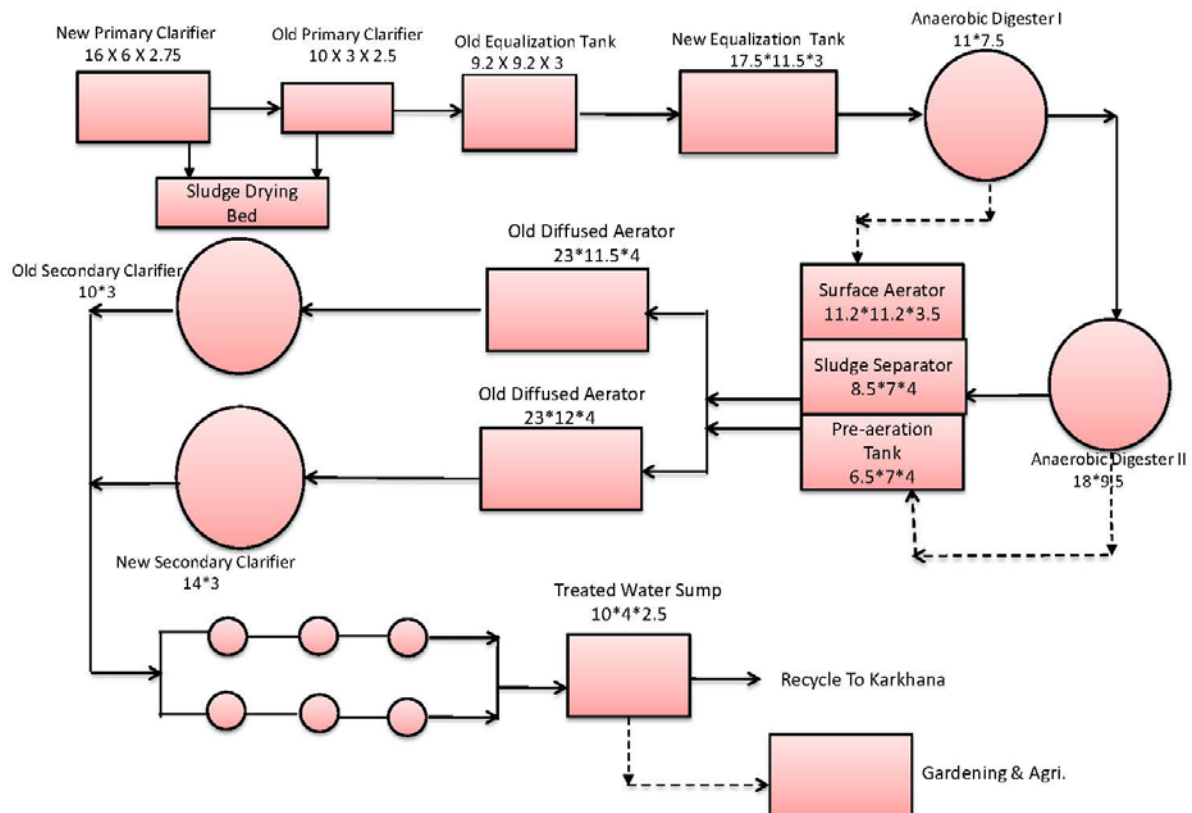 New Primary Clarifier
16 X 6 X 2.75
Old Primary Clarifier
10 X 3 X 2.5
Old Equalization Tank
9.2 X 9.2 X 3
New Equalization  Tank
17.5*11.5*3
Anaerobic Digester I
11*7.5
Sludge Drying
Bed
Old Secondary Clarifier
10*3
Old Diffused Aerator
23*11.5*4
Surface Aerator
11.2*11.2*3.5
Sludge Separator
8.5*7*4
Pre-aeration
Tank
6.5*7*4
Old Diffused Aerator
23*12*4
Anaerobic Digester II
18*9.5
New Secondary Clarifier
14*3
Treated Water Sump
10*4*2.5
Recycle To Karkhana
Gardening & Agri.